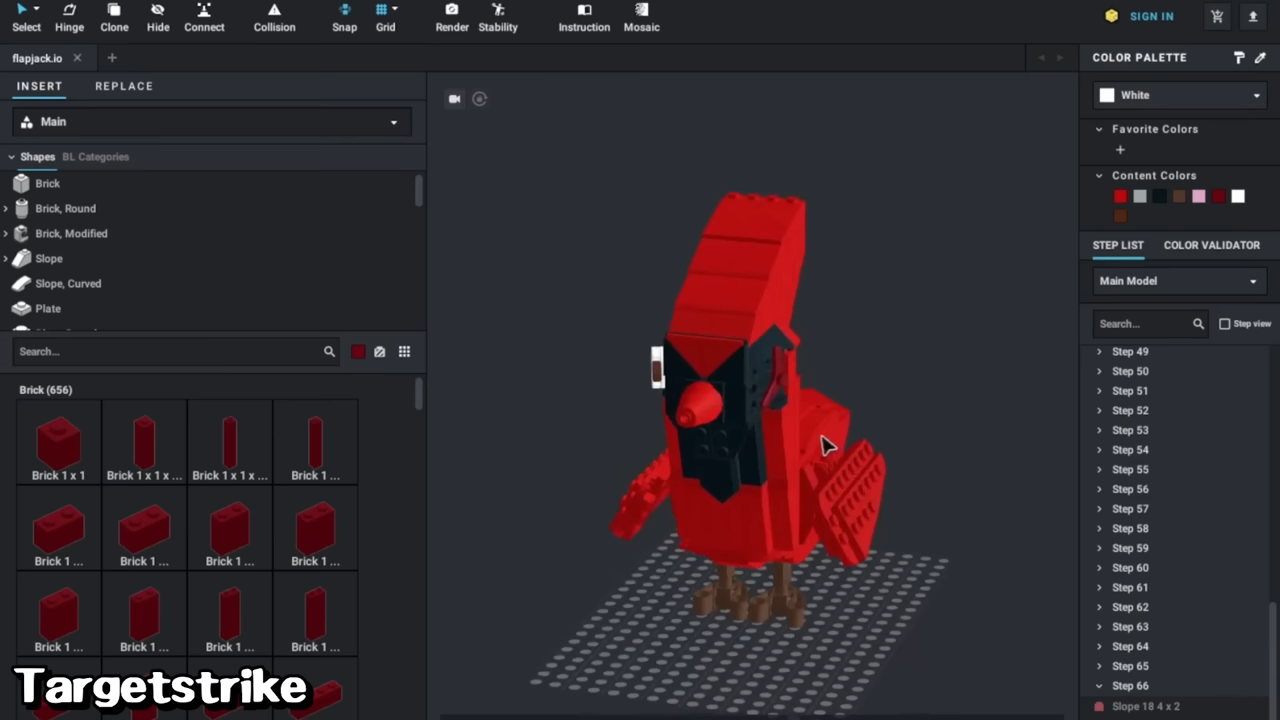 Select
Hinge
Clone
Hide
Connect
Collision
Snap
Grid
Render
Stability
Instruction
Mosaic
SIGN IN
flapjack.io
INSERT
REPLACE
Main
Shapes
BL Categories
Brick
Brick, Round
Brick, Modified
Slope
Slope, Curved
Plate
Search...
Brick (656)
Brick 1 x 1
Brick 1 x 1 x ...
Brick 1 x ...
Brick 1 ...
Brick 1 ...
Brick 1 ...
Brick 1 ...
Brick 1 ...
Brick 1 ...
Brick 1 ...
Brick 1 ...
Brick 1 ...
Targetstrike
COLOR PALETTE
White
Favorite Colors
Content Colors
STEP LIST
COLOR VALIDATOR
Main Model
Search...
Step view
Step 49
Step 50
Step 51
Step 52
Step 53
Step 54
Step 55
Step 56
Step 57
Step 58
Step 59
Step 60
Step 61
Step 62
Step 63
Step 64
Step 65
Step 66
Slope 18 4 x 2